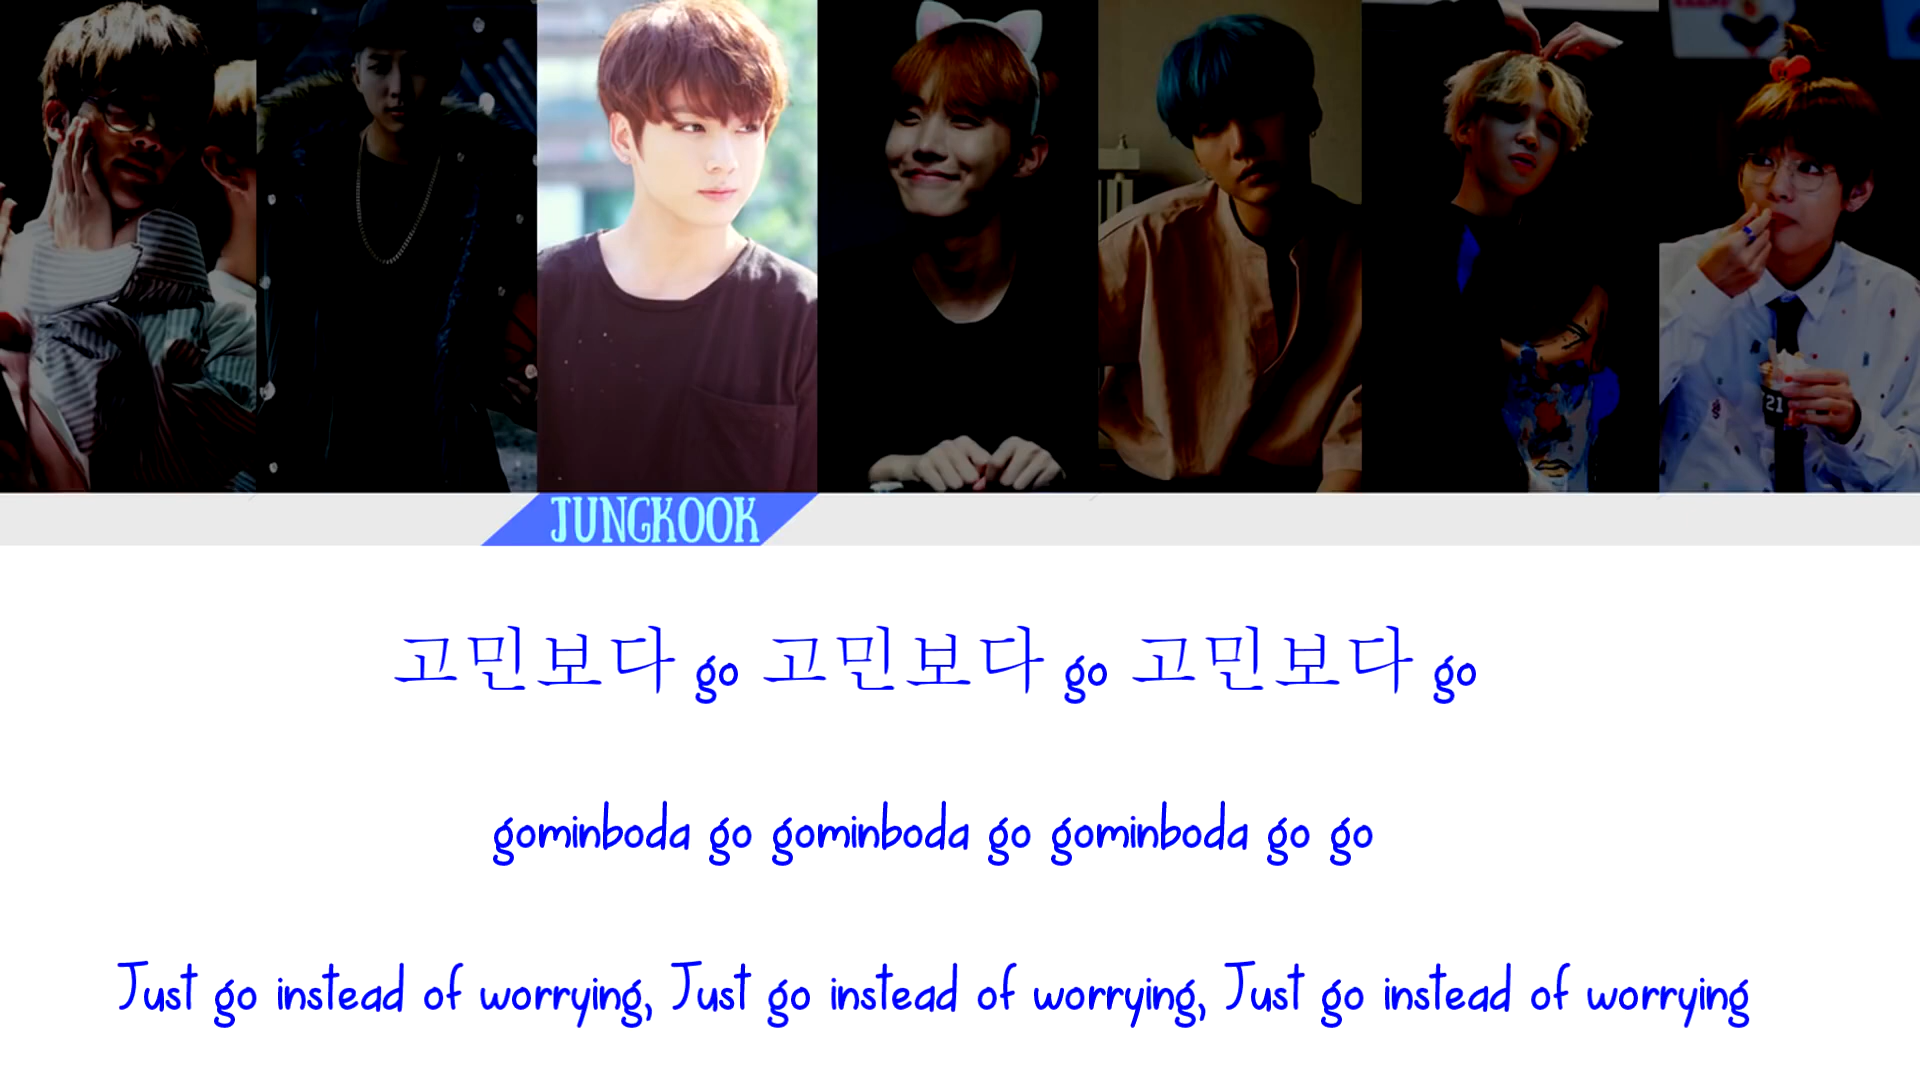 21
JUNGKOOK
고민보다 go 고민보다 go 고민보다 go
gominboda go gominboda go gominboda go go
Just go instead of worrying, Just go instead of worrying, Just go instead of worrying